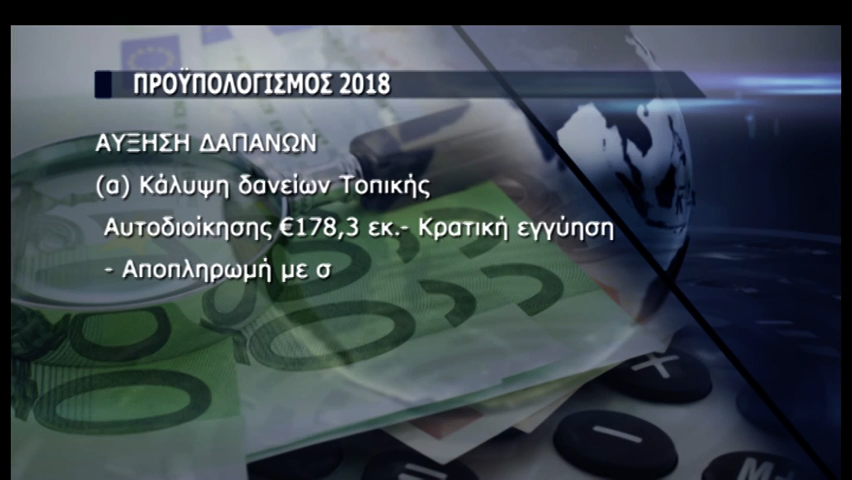 ΠΡΟΫΠΟΛΟΓΙΣΜΟΣ 2018
ΑΥΞΗΣΗ ΔΑΠΑΝΩΝ
(α) Κάλυψη δανείων Τοπικής
Αυτοδιοίκησης €178,3 εκ.- Κρατική εγγύηση
- Αποπληρωμή με σ